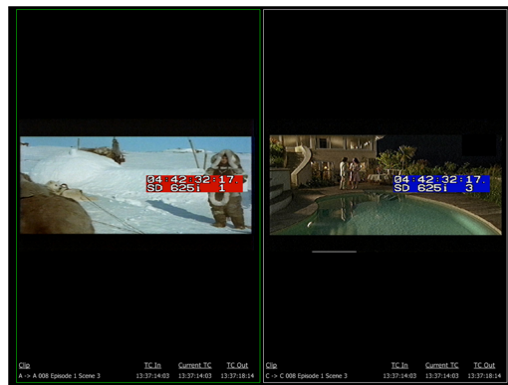 04:42:32:17
SD 625i 1
04:42:32:17
SD 625i 3
Clip TC In Current TC TC Out
A -> A 008 Episode 1 Scene 3 13:37:14:03 13:37:14:03 13:37:18:14
Clip TC In Current TC TC Out
C -> C 008 Episode 1 Scene 3 13:37:14:03 13:37:14:03 13:37:18:14